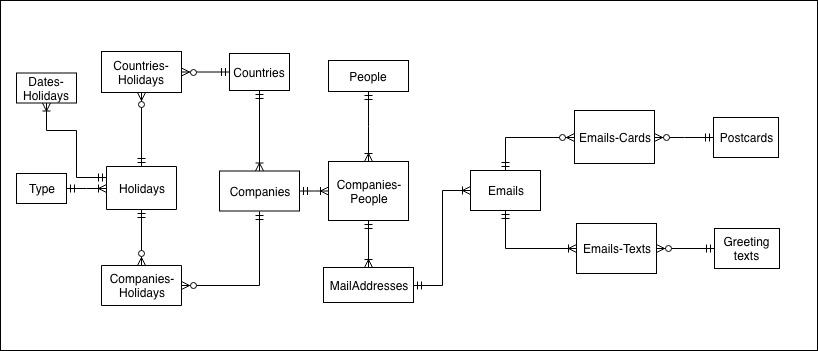 Countries-
Holidays
Countries
People
Dates-
Holidays
Emails-Cards
Postcards
Type
Holidays
Companies
Companies-
People
Emails
Emails-Texts
Greeting
texts
Companies-
Holidays
MailAddresses